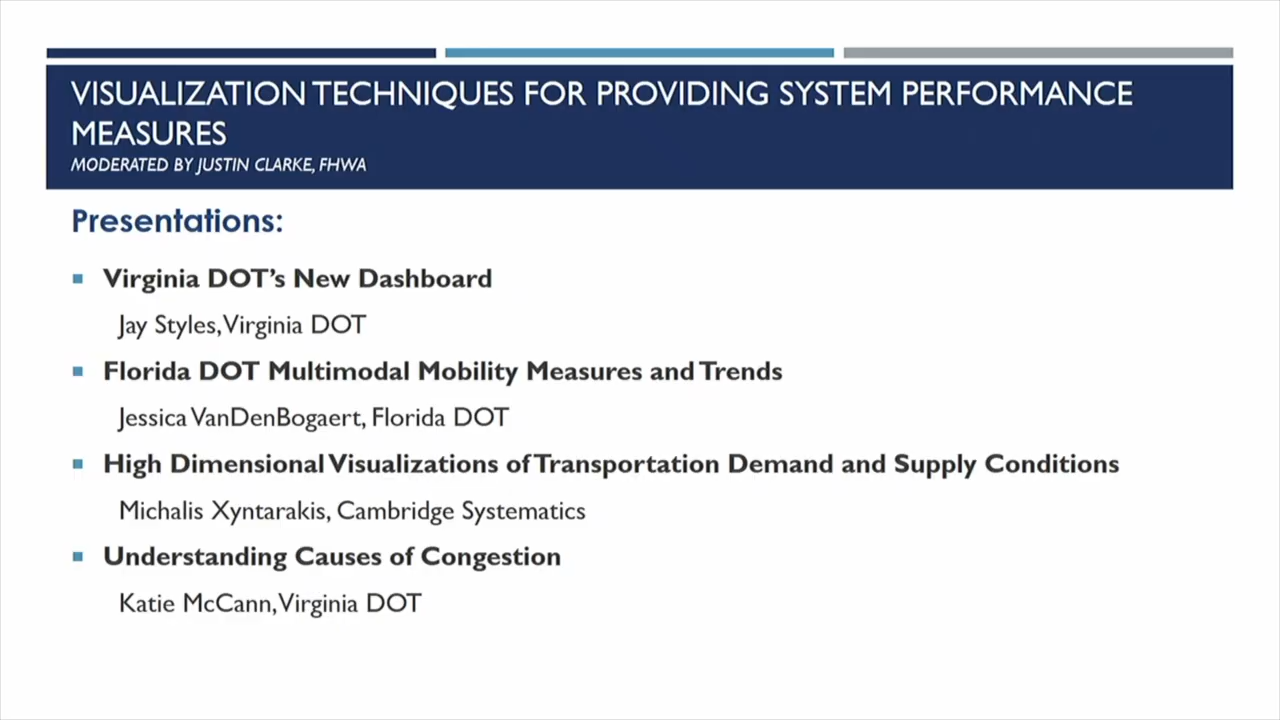 VISUALIZATION TECHNIQUES FOR PROVIDING SYSTEM PERFORMANCE
MEASURES
MODERATED BY JUSTIN CLARKE, FHWA
Presentations:
Virginia DOT's New Dashboard
Jay Styles, Virginia DOT
Florida DOT Multimodal Mobility Measures and Trends
Jessica VanDenBogaert, Florida DOT
High Dimensional Visualizations of Transportation Demand and Supply Conditions
Michalis Xyntarakis, Cambridge Systematics
Understanding Causes of Congestion
Katie McCann, Virginia DOT